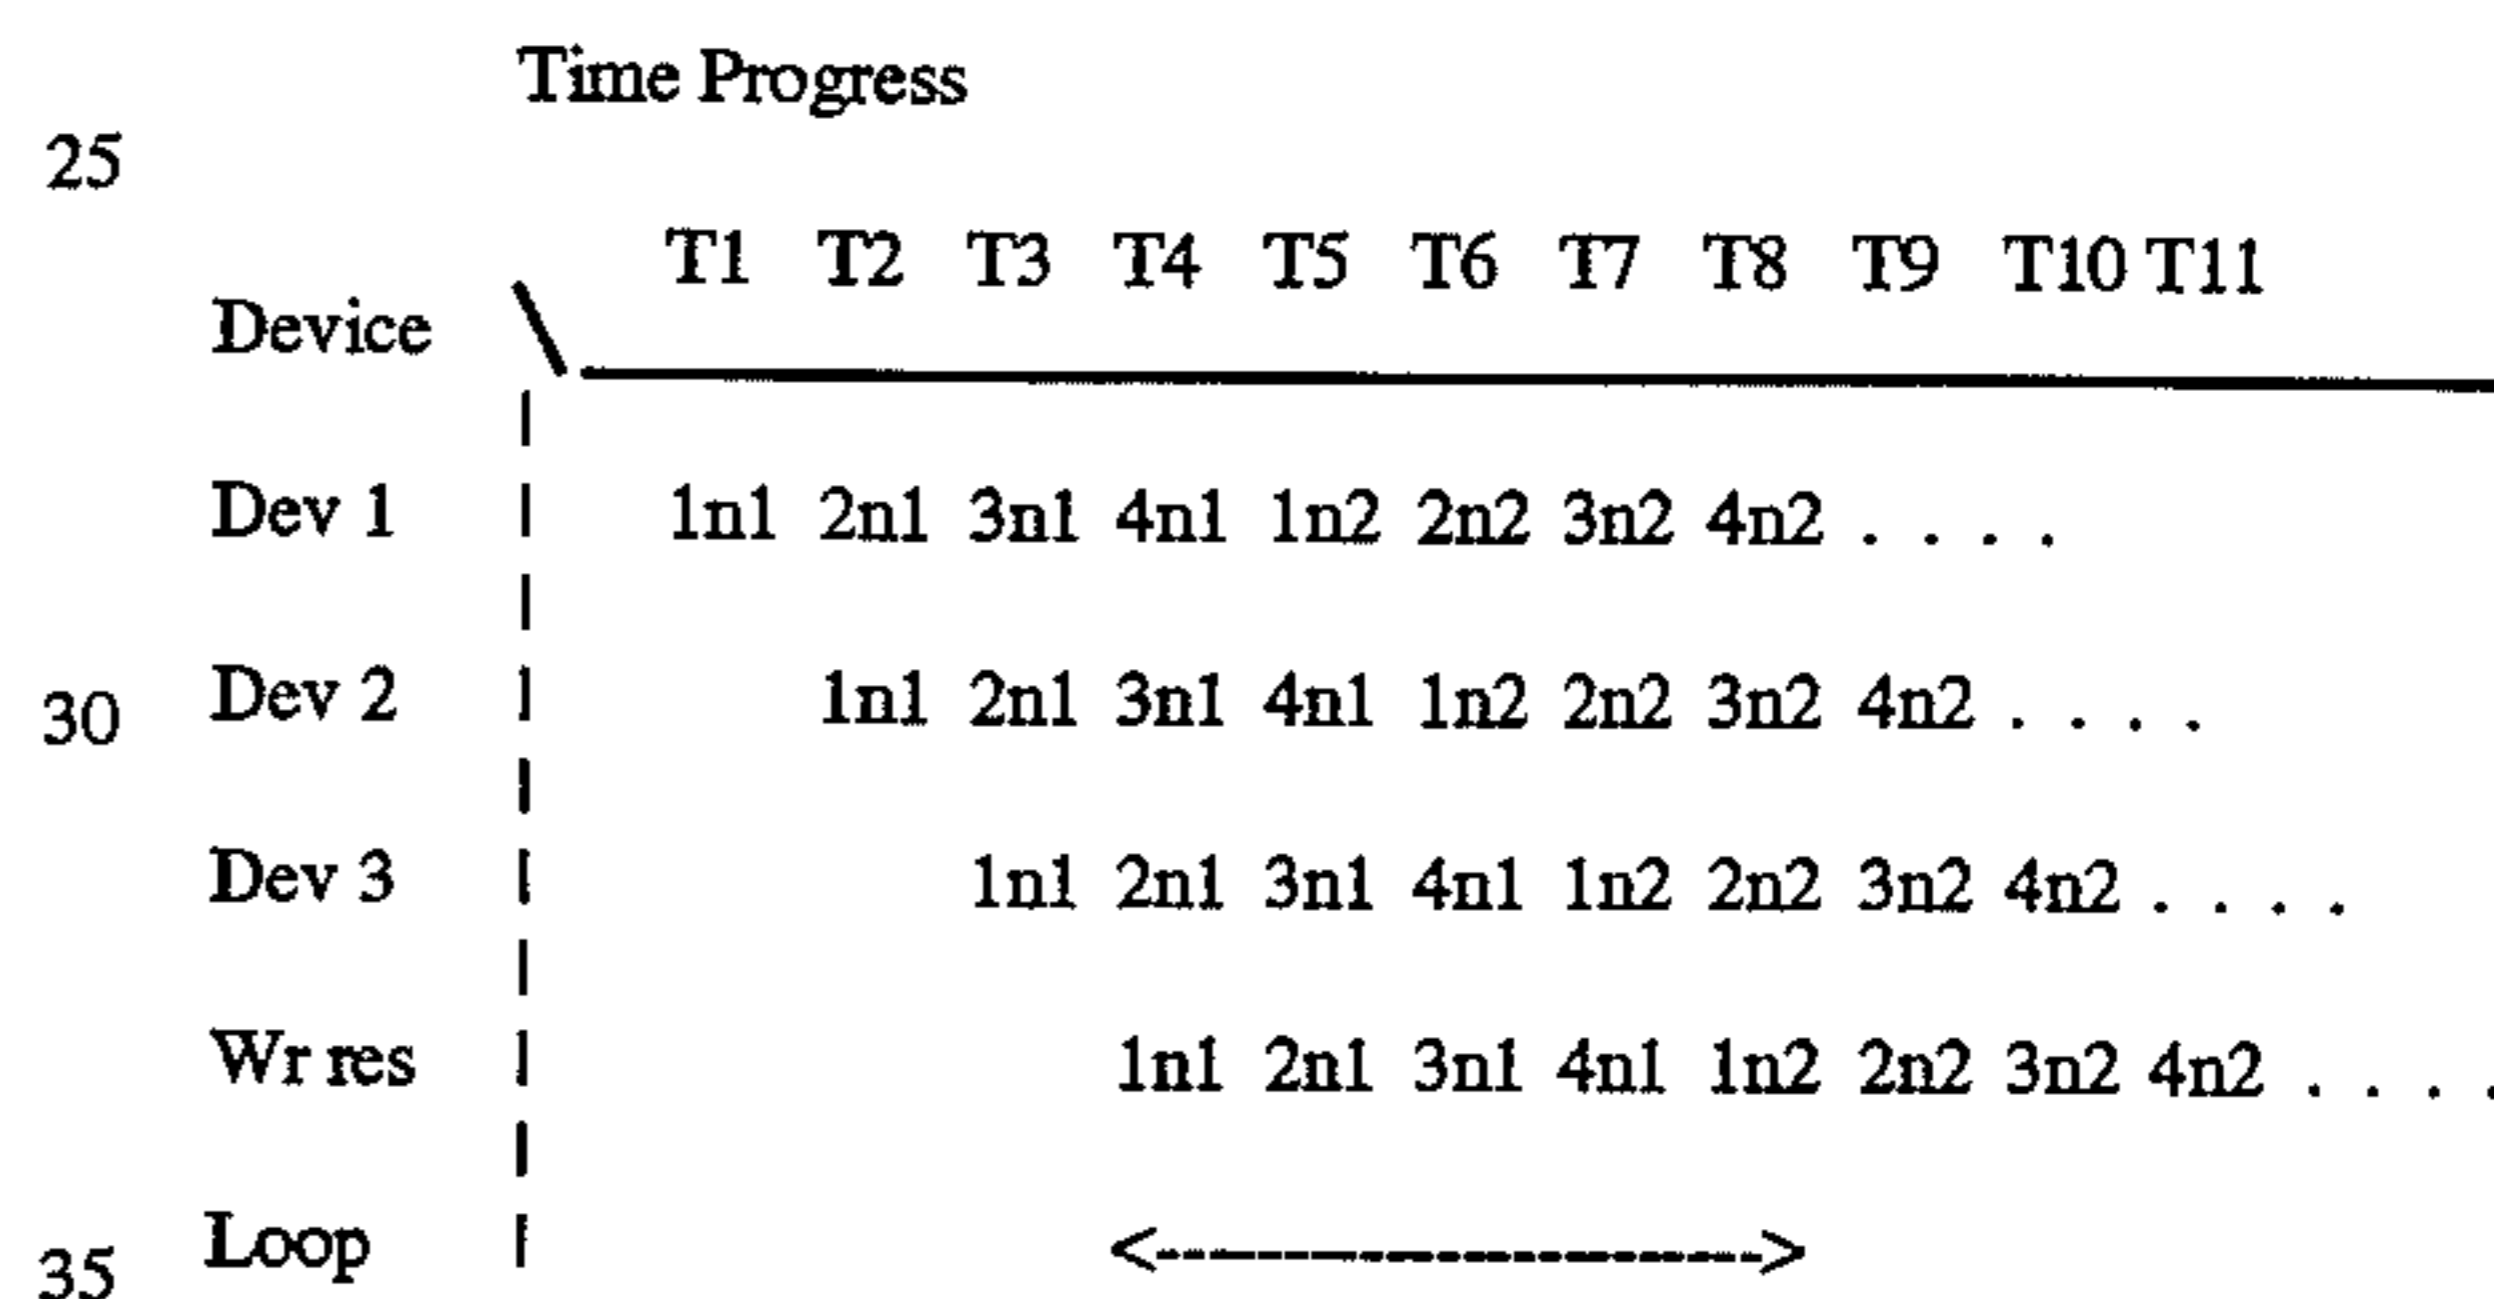 Time Progress
25
T1 T2 T3 T4 T5 T6 T7 T8 T9 T10 T11
Device
Dev 1 1n1 2n1 3n1 4n1 1n2 2n2 3n2 4n2 . . . .
30 Dev 2 1n1 2n1 3n1 4n1 1n2 2n2 3n2 4n2 . . . .
Dev 3 1n1 2n1 3n1 4n1 1n2 2n2 3n2 4n2 . . . .
Wr res 1n1 2n1 3n1 4n1 1n2 2n2 3n2 4n2 . . . .
35 Loop <-------------------->